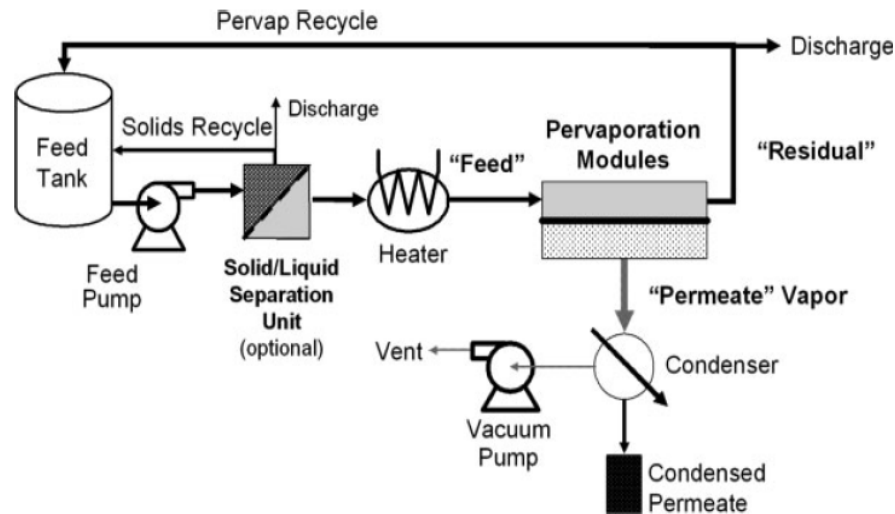 Pervap Recycle
Discharge
Solids Recycle
Discharge
Feed
Tank
Pervaporation
Modules
"Feed"
"Residual"
Heater
Feed
Pump
Solid/Liquid
Separation
Unit
(optional)
"Permeate" Vapor
Vent
Condenser
Vacuum
Pump
Condensed
Permeate